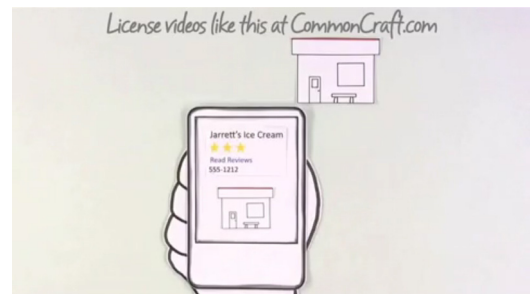 License videos like this at CommonCraft.com
Jarrett's Ice Cream
Read Reviews
555-1212